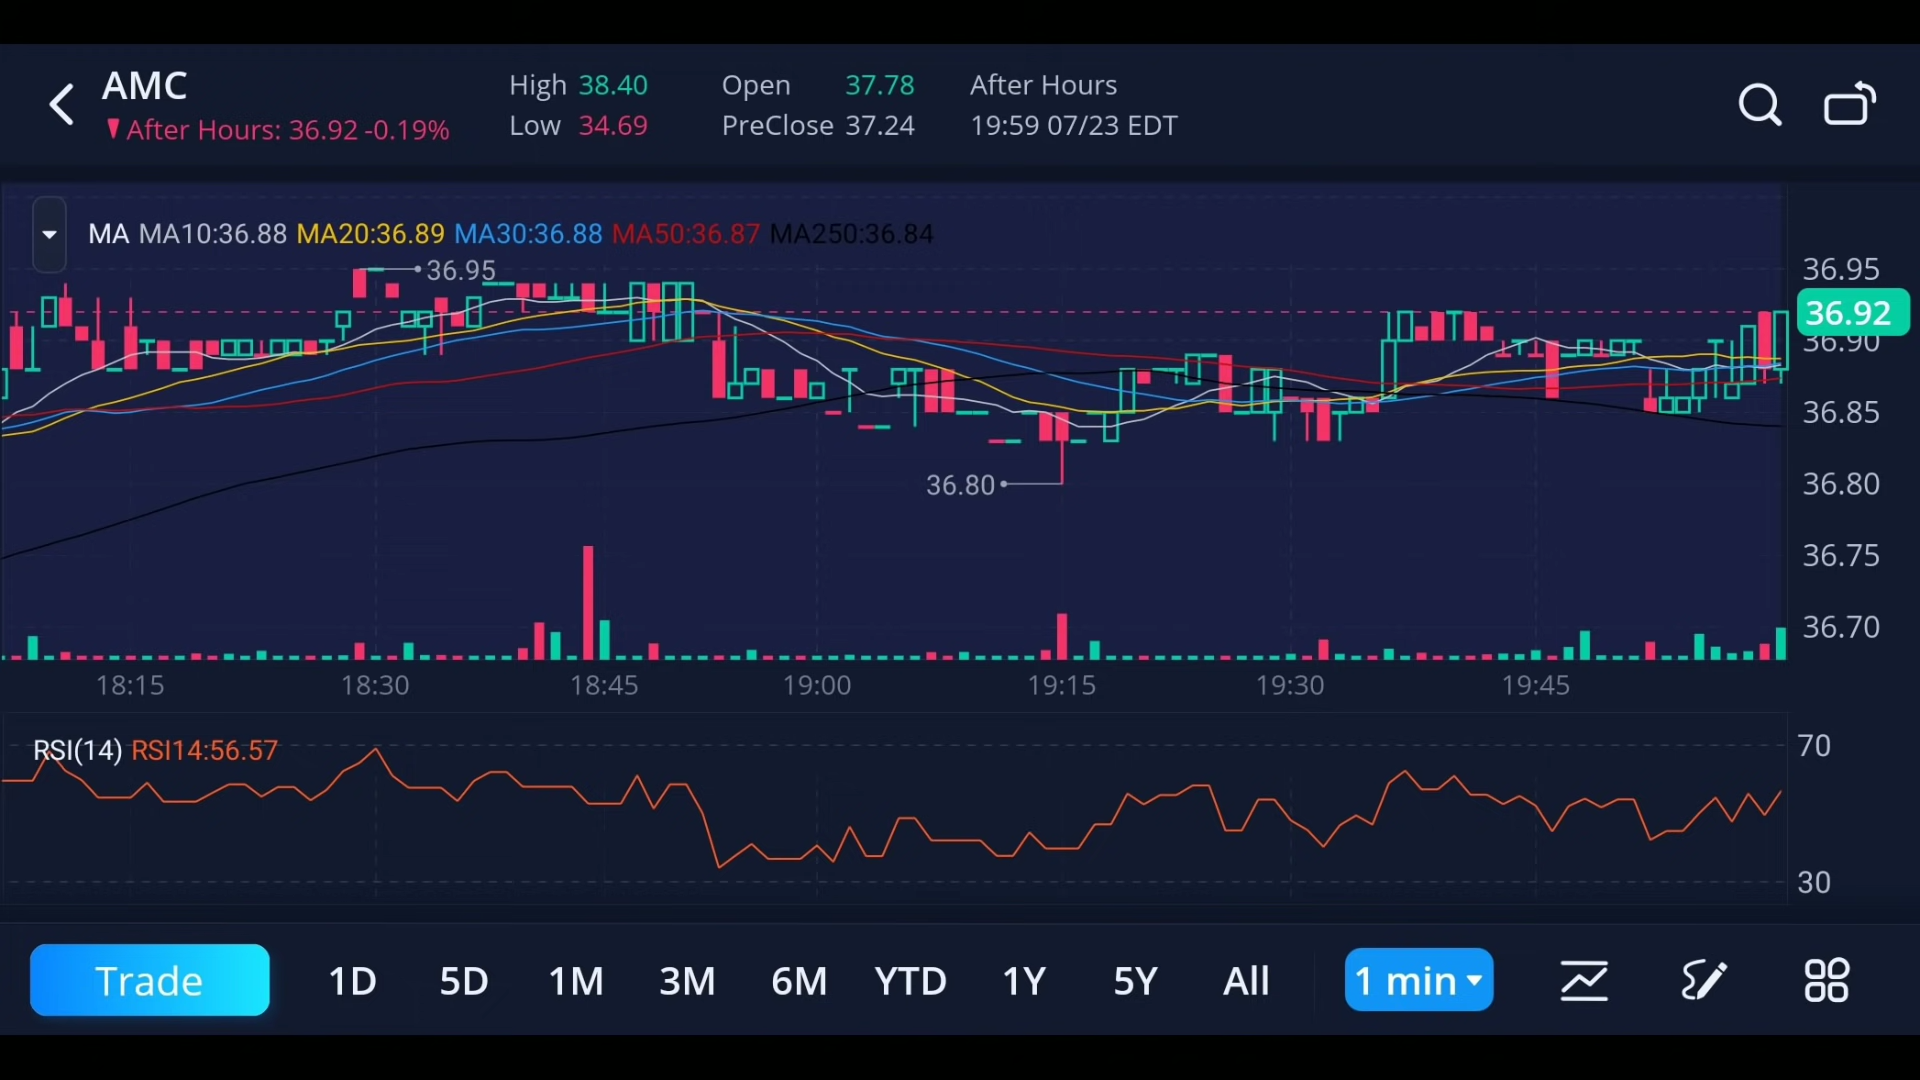 AMC
After Hours: 36.92 -0.19%
High 38.40
Low 34.69
Open 37.78
PreClose 37.24
After Hours
19:59 07/23 EDT
MA MA10:36.88 MA20:36.89 MA30:36.88 MA50:36.87 MA250:36.84
36.95
36.80
36.95
36.92
36.90
36.85
36.80
36.75
36.70
18:15 18:30 18:45 19:00 19:15 19:30 19:45
RSI(14) RSI14:56.57
70
30
Trade 1D 5D 1M 3M 6M YTD 1Y 5Y All 1 min